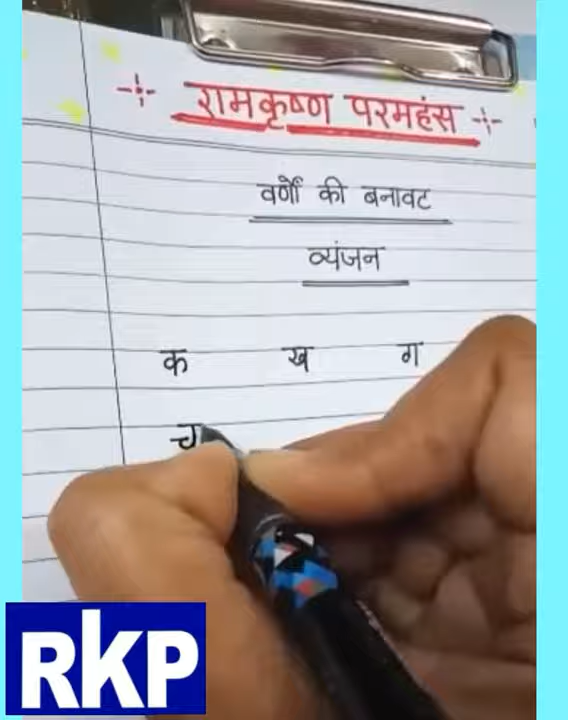 रामकृष्ण परमहंस
वर्णों की बनावट
व्यंजन
क ख ग
च
RKP